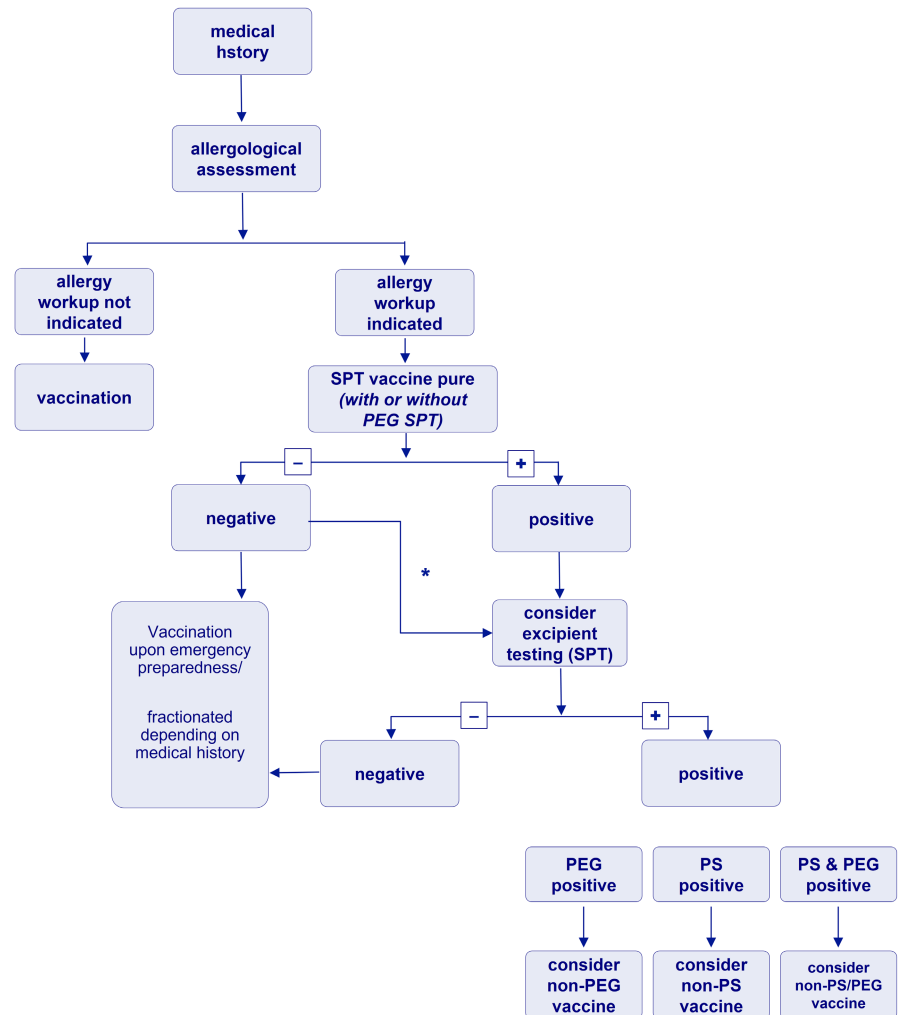 medical
hstory
allergological
assessment
allergy
workup not
indicated
allergy
workup
indicated
vaccination
SPT vaccine pure
(with or without
PEG SPT)
–
+
negative
positive
*
Vaccination
upon emergency
preparedness/
fractionated
depending on
medical history
consider
excipient
testing (SPT)
–
+
negative
positive
PEG
positive
PS
positive
PS & PEG
positive
consider
non-PEG
vaccine
consider
non-PS
vaccine
consider
non-PS/PEG
vaccine